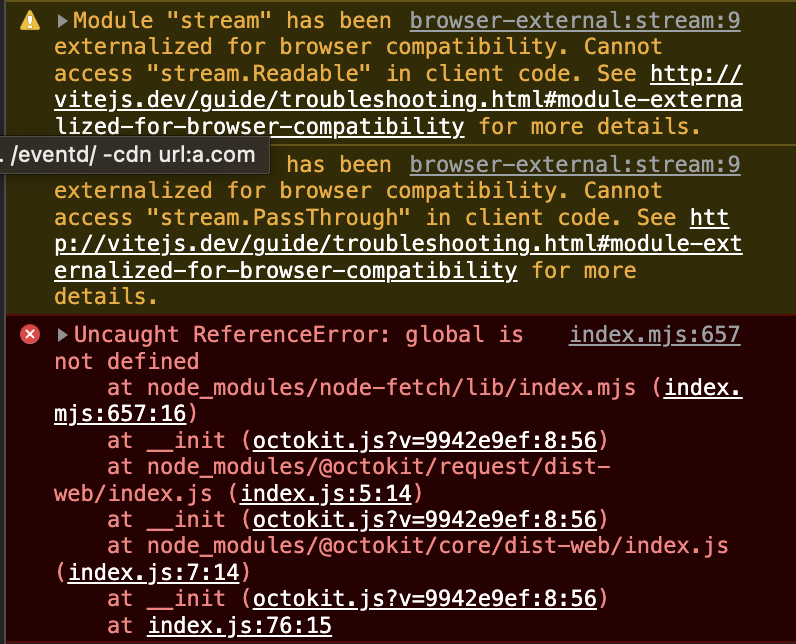 Module "stream" has been browser-external:stream:9
externalized for browser compatibility. Cannot
access "stream.Readable" in client code. See http://
vitejs.dev/guide/troubleshooting.html#module-externa
lized-for-browser-compatibility for more details.
. /eventd/ -cdn url:a.com has been browser-external:stream:9
externalized for browser compatibility. Cannot
access "stream.PassThrough" in client code. See htt
p://vitejs.dev/guide/troubleshooting.html#module-ext
ernalized-for-browser-compatibility for more
details.
Uncaught ReferenceError: global is index.mjs:657
not defined
at node_modules/node-fetch/lib/index.mjs (index.
mjs:657:16)
at __init (octokit.js?v=9942e9ef:8:56)
at node_modules/@octokit/request/dist-
web/index.js (index.js:5:14)
at __init (octokit.js?v=9942e9ef:8:56)
at node_modules/@octokit/core/dist-web/index.js
(index.js:7:14)
at __init (octokit.js?v=9942e9ef:8:56)
at index.js:76:15